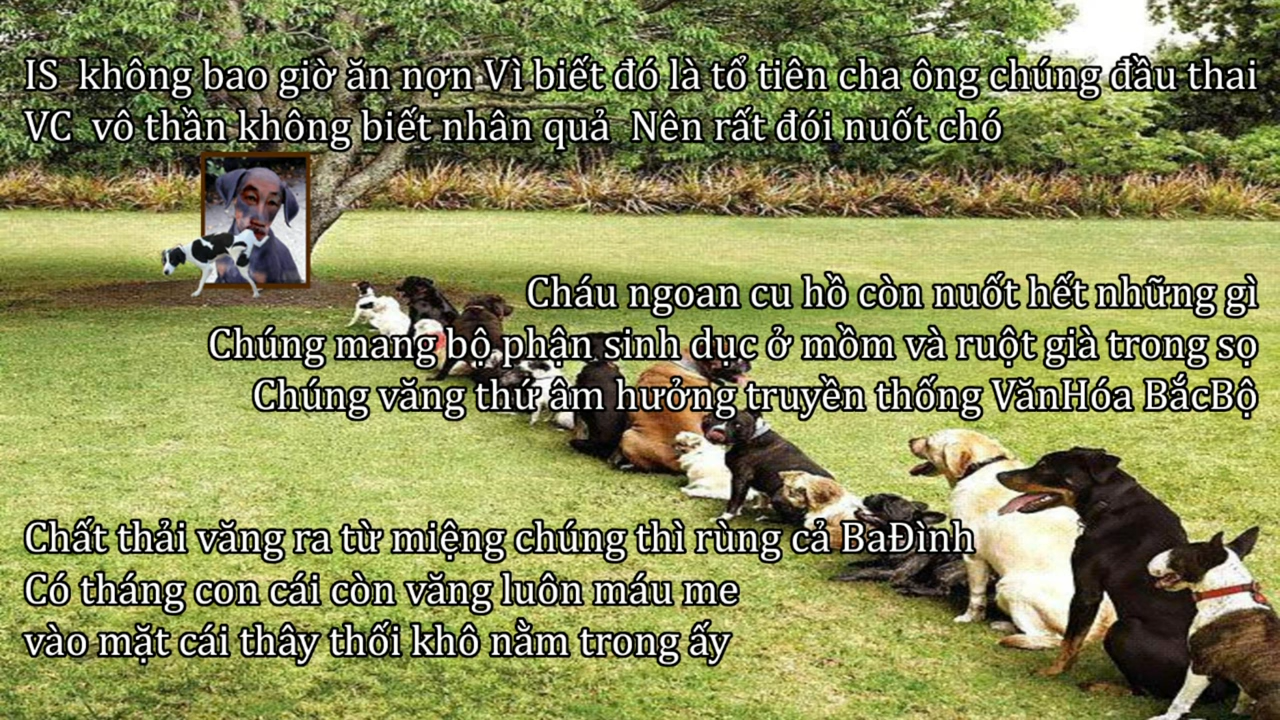 IS không bao giờ ăn nợn Vì biết đó là tổ tiên cha ông chúng đầu thai
VC vô thần không biết nhân quả Nên rất đói nuốt chó
Cháu ngoan cu hồ còn nuốt hết những gì
Chúng mang bộ phận sinh dục ở mồm và ruột già trong sọ
Chúng văng thứ âm hưởng truyền thống VănHóa BắcBộ
Chất thải văng ra từ miệng chúng thì rùng cả BaĐình
Có tháng con cái còn văng luôn máu me
vào mặt cái thây thối khô nằm trong ấy